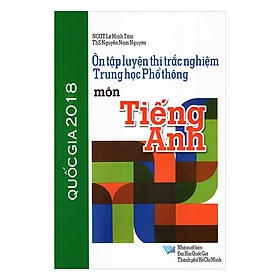 NGƯT Lê Minh Tâm
ThS Nguyễn Nam Nguyên
Ôn tập luyện thi trắc nghiệm
Trung học Phổ thông
môn
Tiếng
Anh
QUỐC GIA 2018
Nhà xuất bản
Đại Học Quốc Gia
Thành phố Hồ Chí Minh